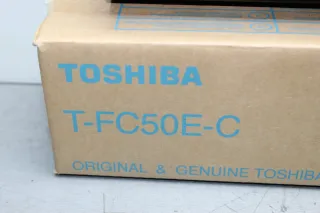 TOSHIBA
T-FC50E-C
ORIGINAL & GENUINE TOSHIBA